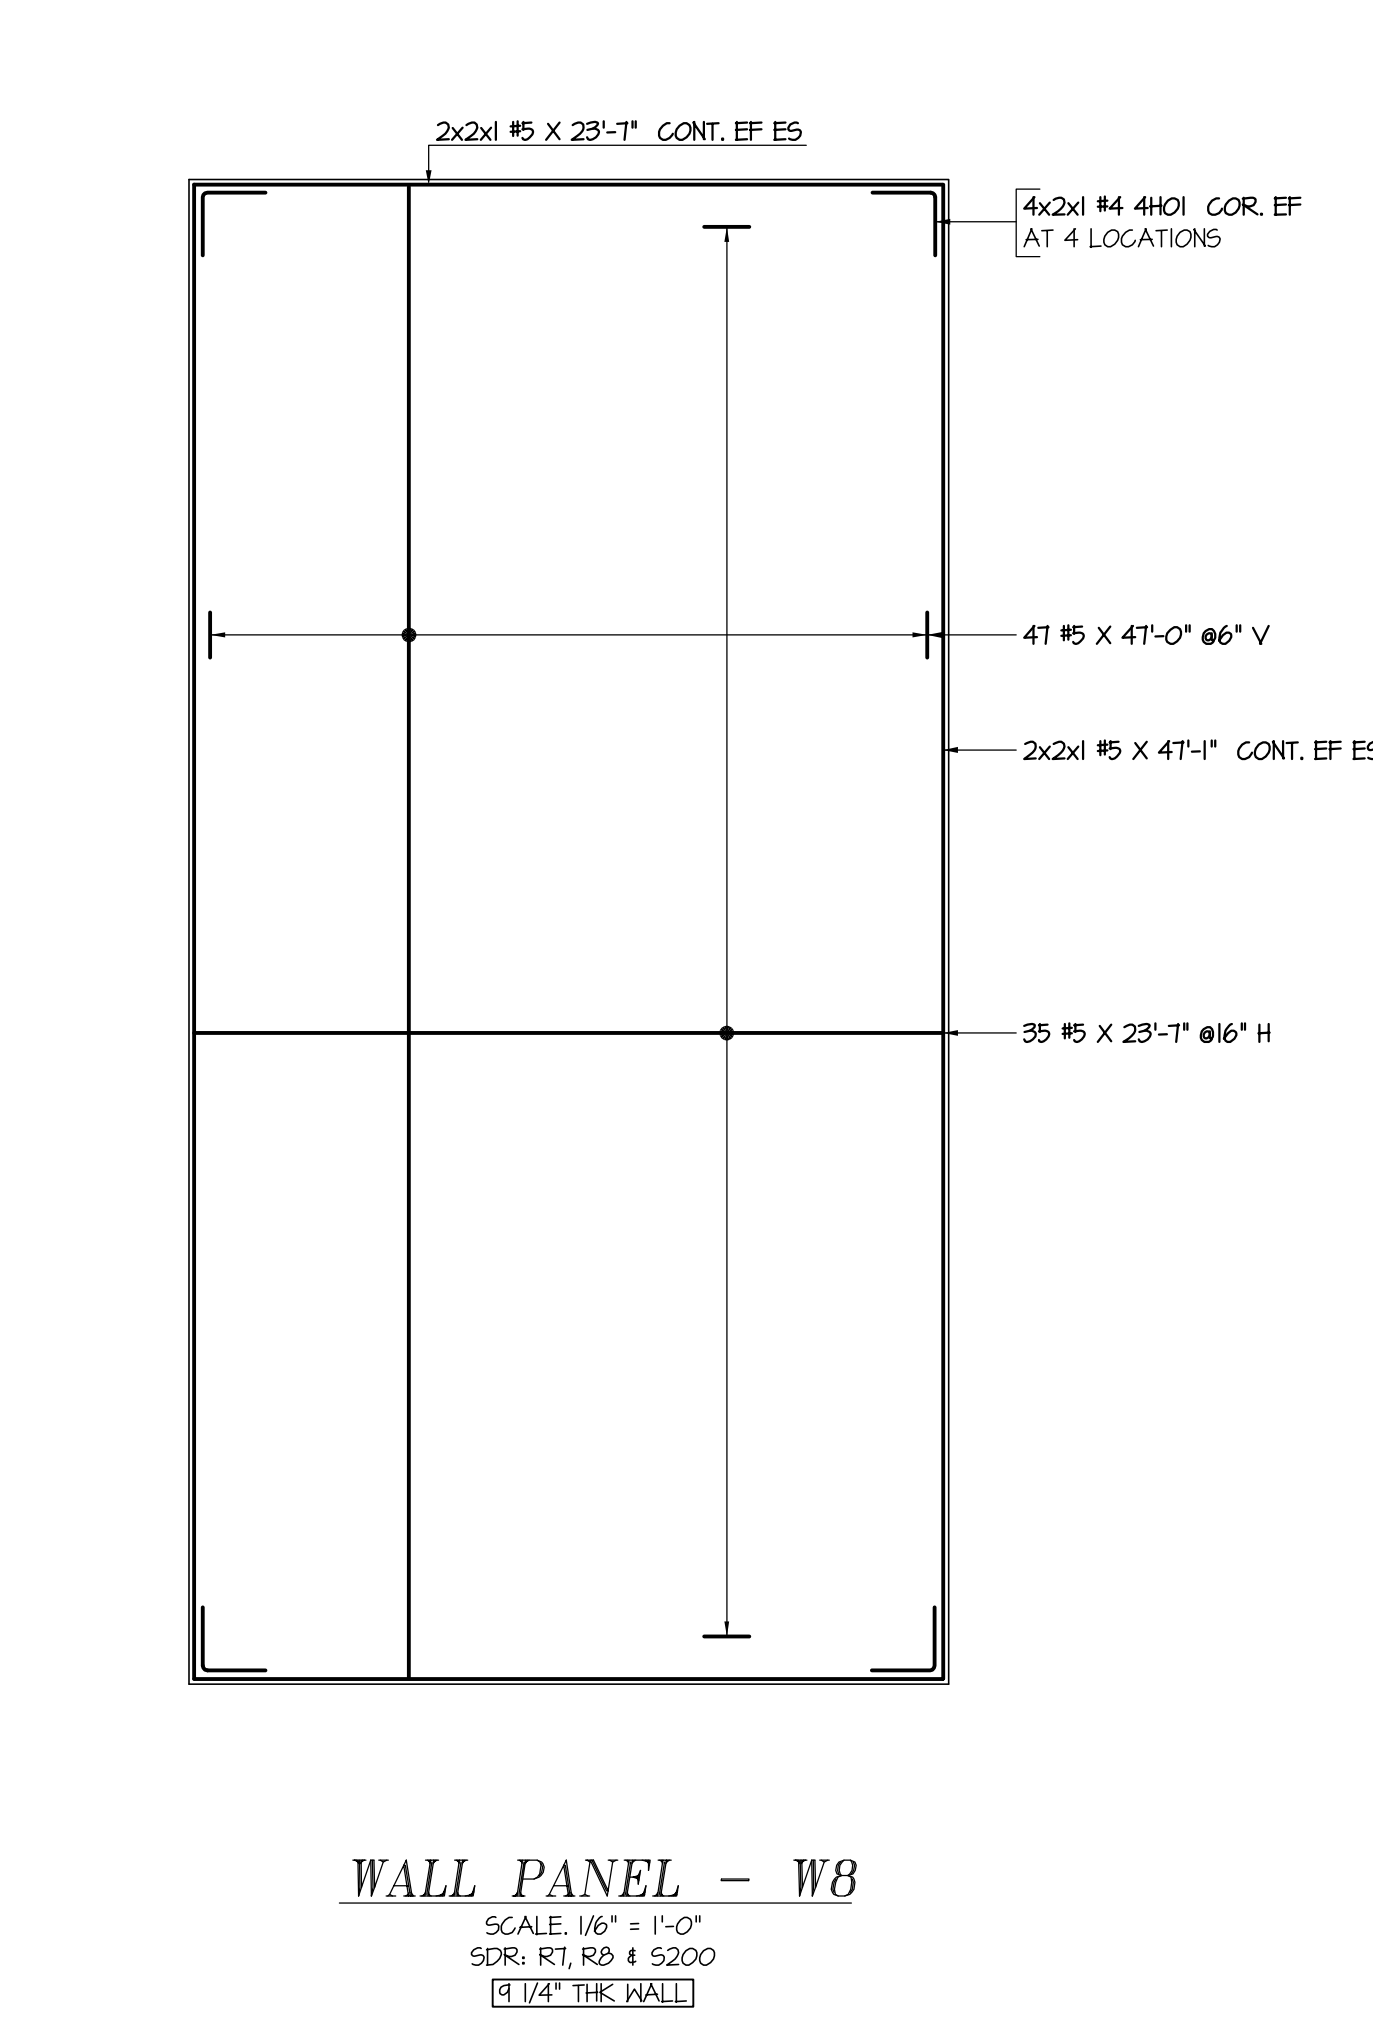 2x2x1 #5 X 23'-7" CONT. EF ES
4x2x1 #4 4H01 COR. EF
AT 4 LOCATIONS
47 #5 X 47'-0" @6" V
2x2x1 #5 X 47'-1" CONT. EF ES
35 #5 X 23'-7" @16" H
WALL PANEL - W8
SCALE. 1/6" = 1'-0"
SDR: R7, R8 & S200
9 1/4" THK WALL